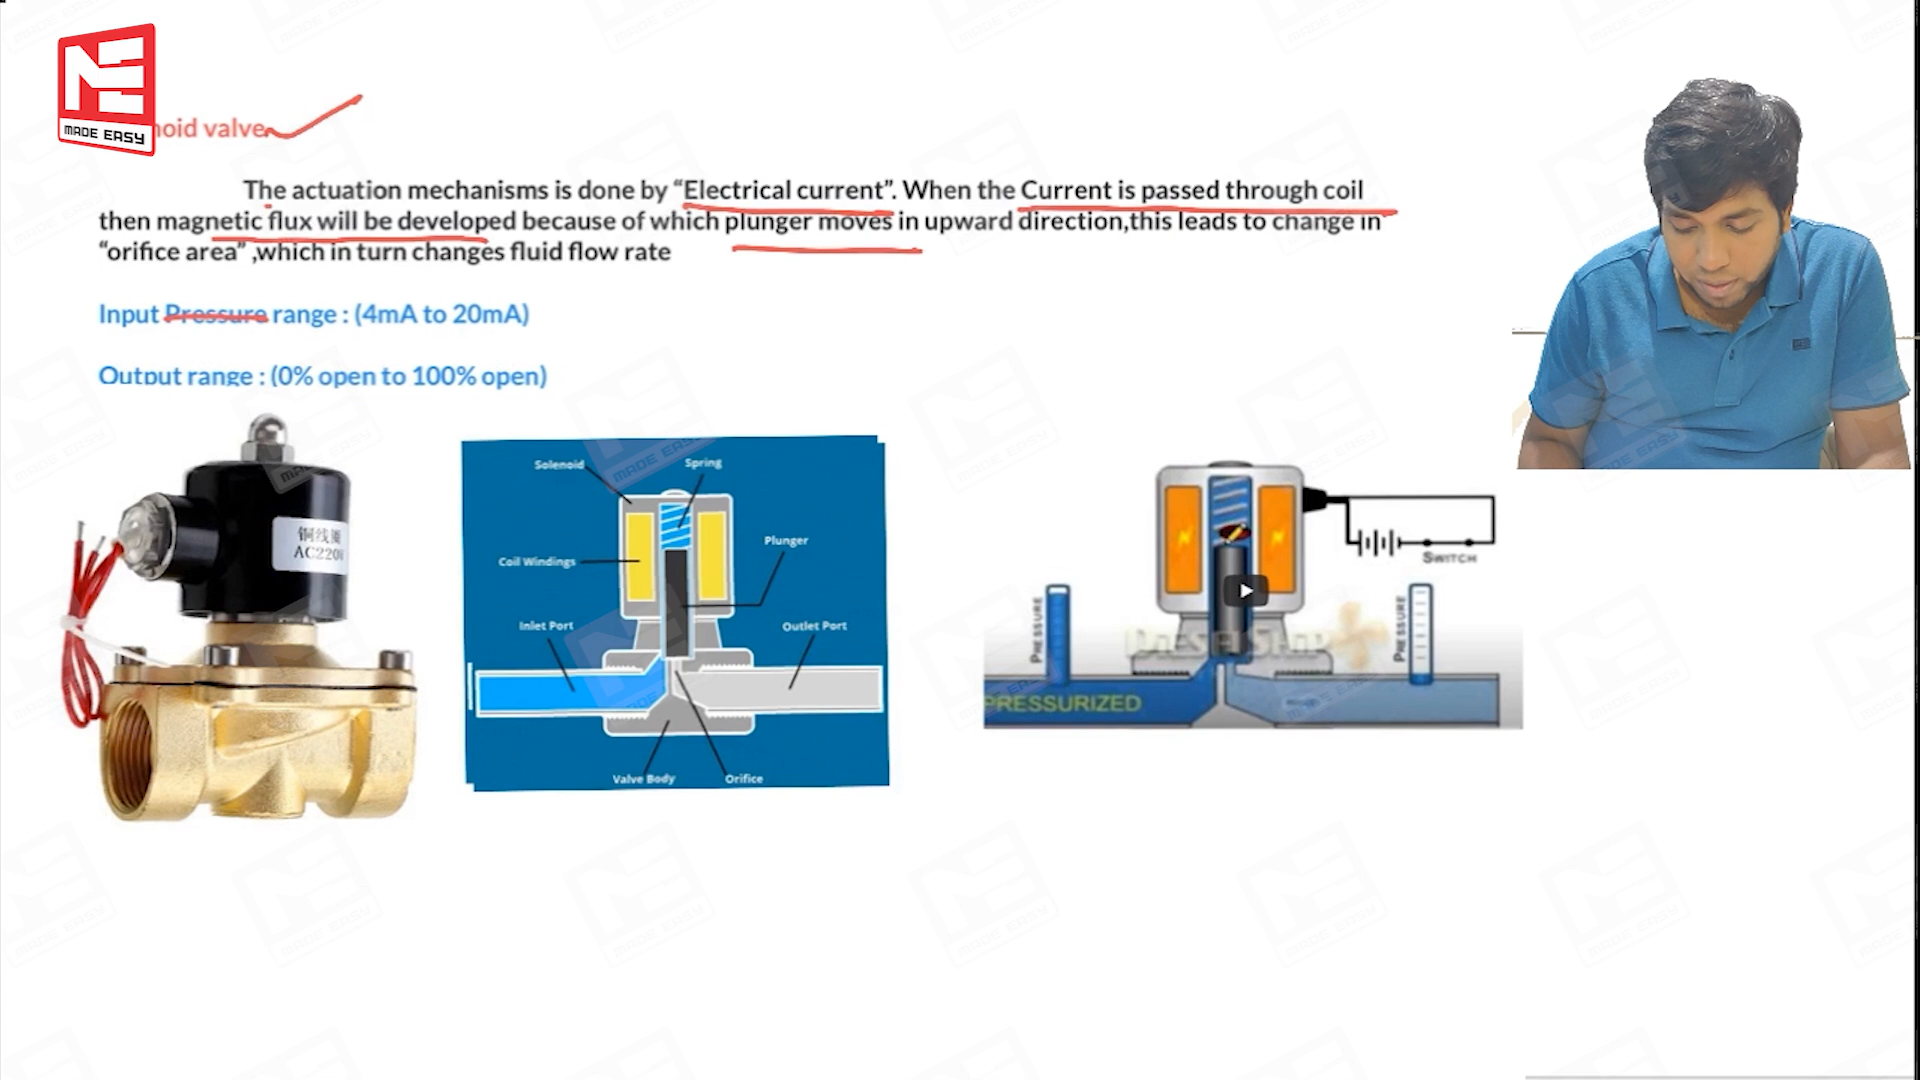 MADE EASY
noid valve
The actuation mechanisms is done by “Electrical current”. When the Current is passed through coil
then magnetic flux will be developed because of which plunger moves in upward direction,this leads to change in
“orifice area” ,which in turn changes fluid flow rate
Input Pressure range : (4mA to 20mA)
Output range : (0% open to 100% open)
铜线圈
AC220V
Solenoid
Spring
Coil Windings
Plunger
Inlet Port
Outlet Port
Valve Body
Orifice
SWITCH
PRESSURE
PRESSURE
DIESELSHIP
PRESSURIZED